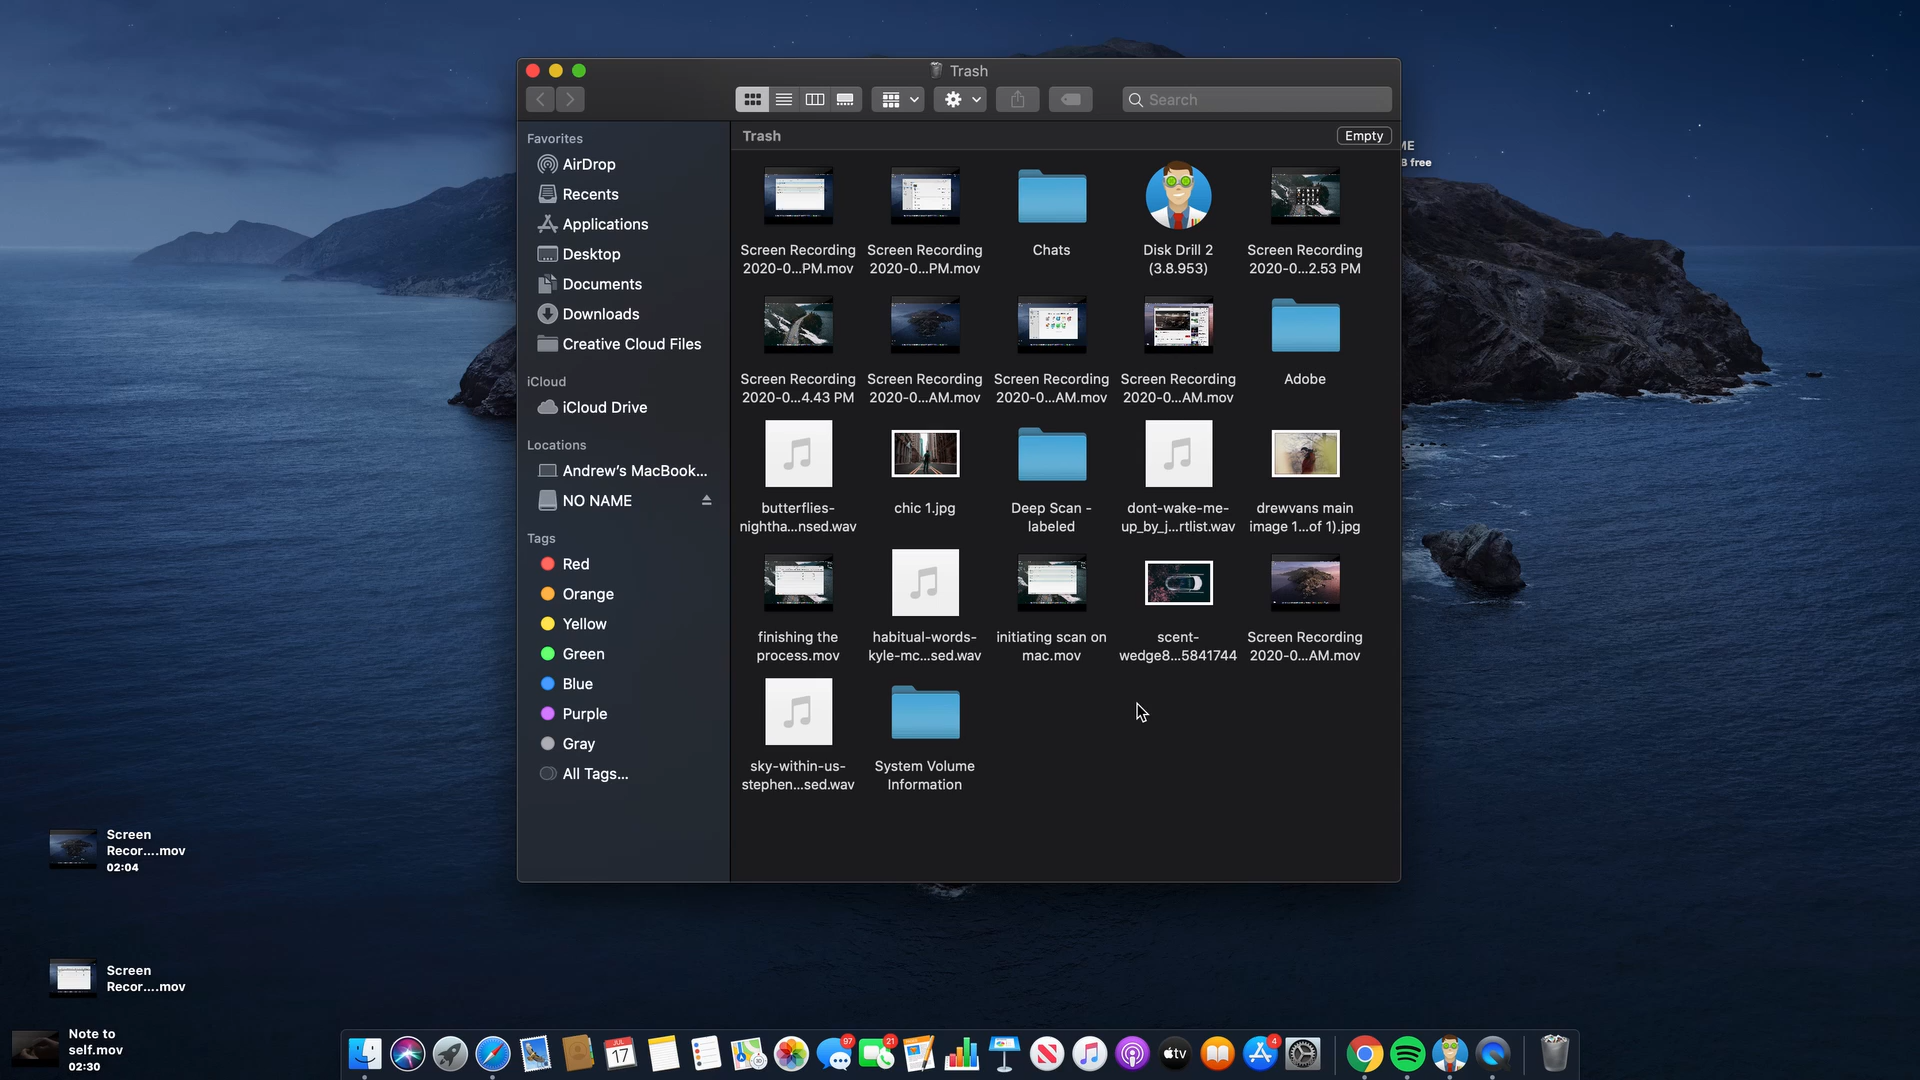 Trash
Search
Favorites
AirDrop
Recents
Applications
Desktop
Documents
Downloads
Creative Cloud Files
iCloud
iCloud Drive
Locations
Andrew's MacBook...
NO NAME
Tags
Red
Orange
Yellow
Green
Blue
Purple
Gray
All Tags...
Trash
Empty
Screen Recording
2020-0...PM.mov
Screen Recording
2020-0...PM.mov
Chats
Disk Drill 2
(3.8.953)
Screen Recording
2020-0...2.53 PM
Screen Recording
2020-0...4.43 PM
Screen Recording
2020-0...AM.mov
Screen Recording
2020-0...AM.mov
Screen Recording
2020-0...AM.mov
Adobe
butterflies-
nightha...nsed.wav
chic 1.jpg
Deep Scan -
labeled
dont-wake-me-
up_by_j...rtlist.wav
drewvans main
image 1...of 1).jpg
finishing the
process.mov
habitual-words-
kyle-mc...sed.wav
initiating scan on
mac.mov
scent-
wedge8...5841744
Screen Recording
2020-0...AM.mov
sky-within-us-
stephen...sed.wav
System Volume
Information
ME
B free
Screen
Recor....mov
02:04
Screen
Recor....mov
Note to
self.mov
02:30
JUL
17
97
21
tv
4